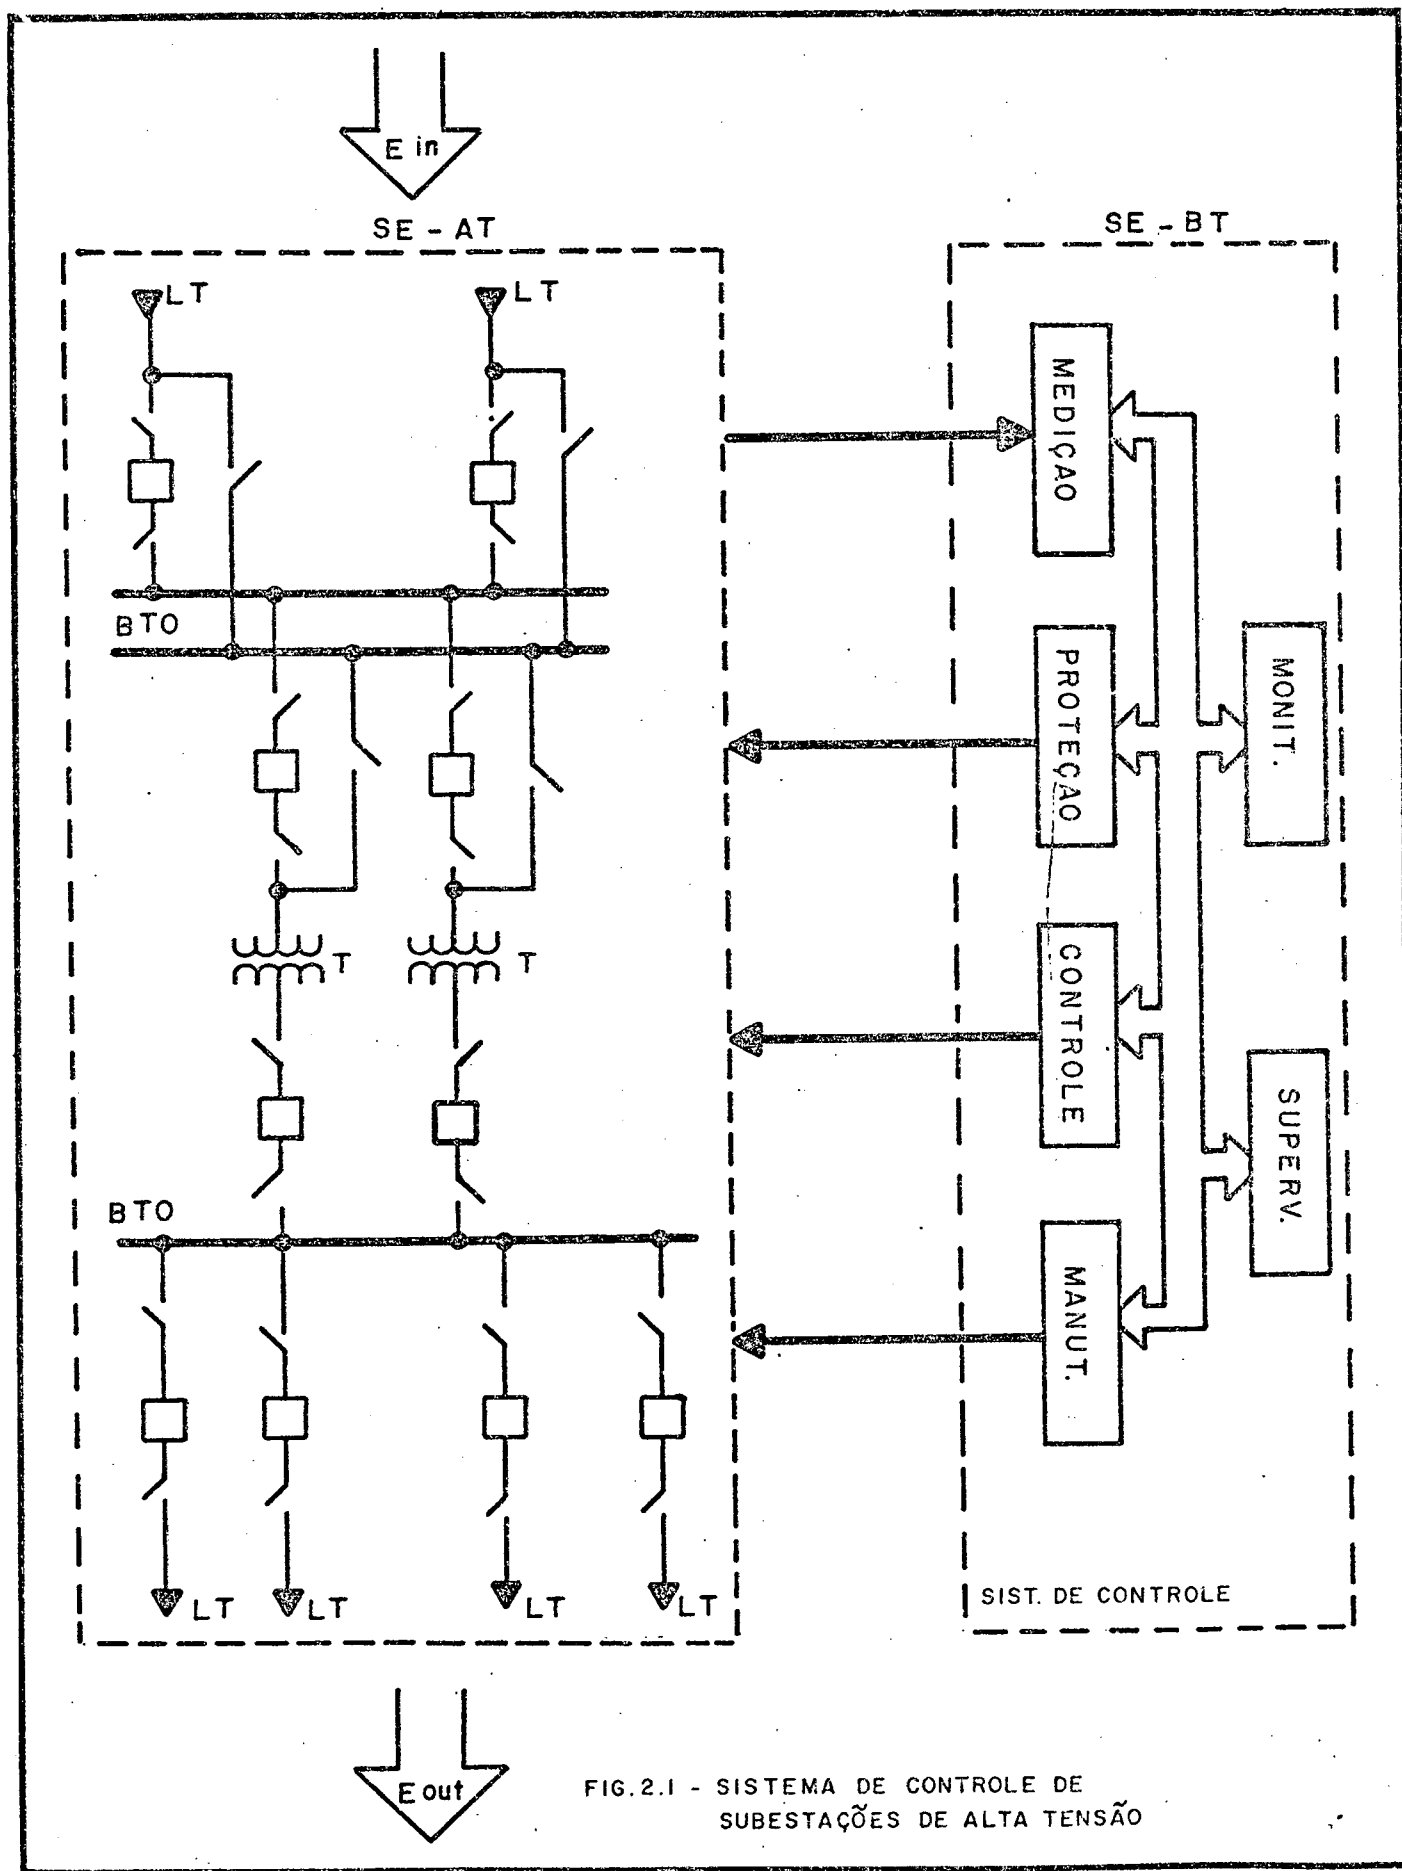 E in
SE - AT
SE - BT
LT
LT
MEDIÇAO
BTO
PROTEÇAO
MONIT.
T
T
CONTROLE
SUPERV.
BTO
MANUT.
LT
LT
LT
LT
SIST. DE CONTROLE
E out
FIG. 2.1 - SISTEMA DE CONTROLE DE
SUBESTAÇÕES DE ALTA TENSÃO